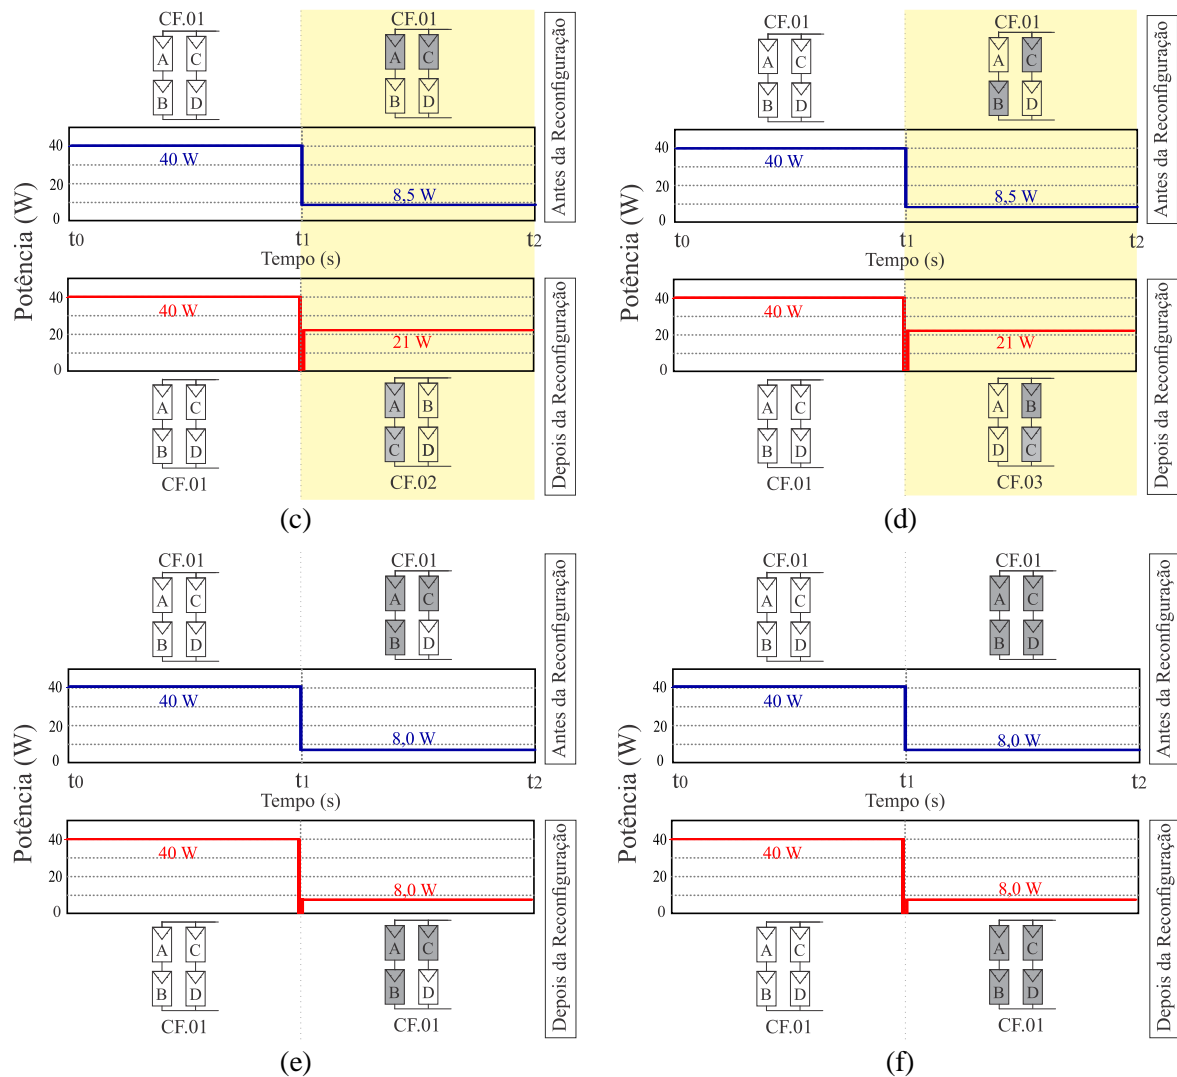 CF.01 CF.01
A C A C
B D B D
Antes da Reconfiguração
40
20
0
40 W
8,5 W
t0 t1 t2
Tempo (s)
Potência (W)
40
20
0
40 W
21 W
A C A B
B D C D
CF.01 CF.02
Depois da Reconfiguração
(c)
CF.01 CF.01
A C A C
B D B D
Antes da Reconfiguração
40
20
0
40 W
8,5 W
t0 t1 t2
Tempo (s)
Potência (W)
40
20
0
40 W
21 W
A C A B
B D D C
CF.01 CF.03
Depois da Reconfiguração
(d)
CF.01 CF.01
A C A C
B D B D
Antes da Reconfiguração
40
20
0
40 W
8,0 W
t0 t1 t2
Tempo (s)
Potência (W)
40
20
0
40 W
8,0 W
A C A C
B D B D
CF.01 CF.01
Depois da Reconfiguração
(e)
CF.01 CF.01
A C A C
B D B D
Antes da Reconfiguração
40
20
0
40 W
8,0 W
t0 t1 t2
Tempo (s)
Potência (W)
40
20
0
40 W
8,0 W
A C A C
B D B D
CF.01 CF.01
Depois da Reconfiguração
(f)